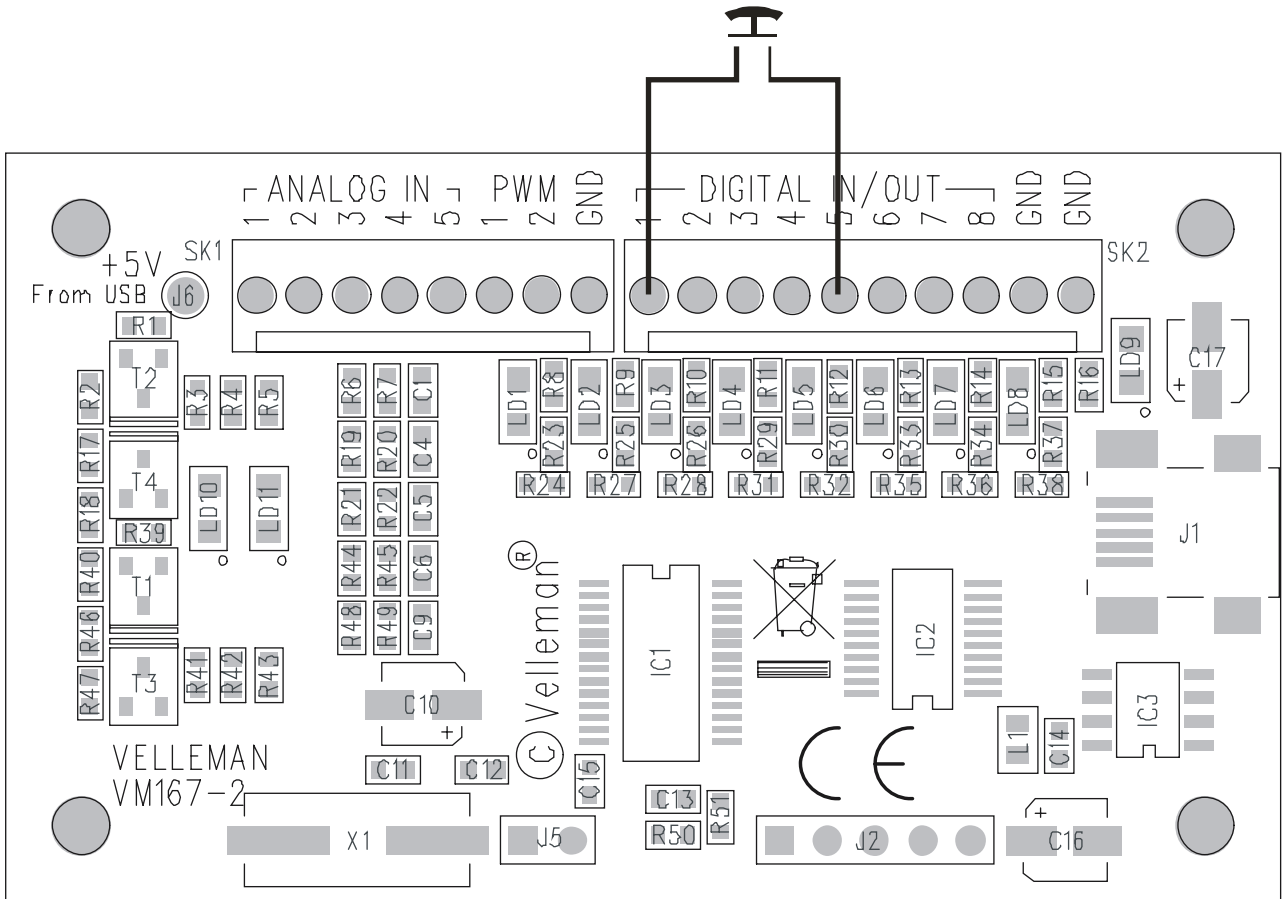 ANALOG IN PWM GND DIGITAL IN/OUT GND GND
1 2 3 4 5 1 2 1 2 3 4 5 6 7 8
SK1 SK2
+5V
From USB J6
R1
T2 R2 R3 R4 R5 R6 R7 C1
LD1 R8 LD2 R9 LD3 R10 LD4 R11 LD5 R12 LD6 R13 LD7 R14 LD8 R15 R16 LD9 C17 +
R17 R19 R20 C4 R23 R25 R26 R29 R30 R33 R34 R37
T4 R18 LD10 LD11 R21 R22 C5
R24 R27 R28 R31 R32 R35 R36 R38
R39 J1
R40 T1 R44 R45 C6
R46 R48 R49 C9
© Velleman ®
IC1 IC2
R47 T3 R41 R42 R43
C10 + L1 C14 IC3
VELLEMAN
VM167-2
C11 C12 C15 CE
C13 R51
R50
X1 J5 J2 + C16